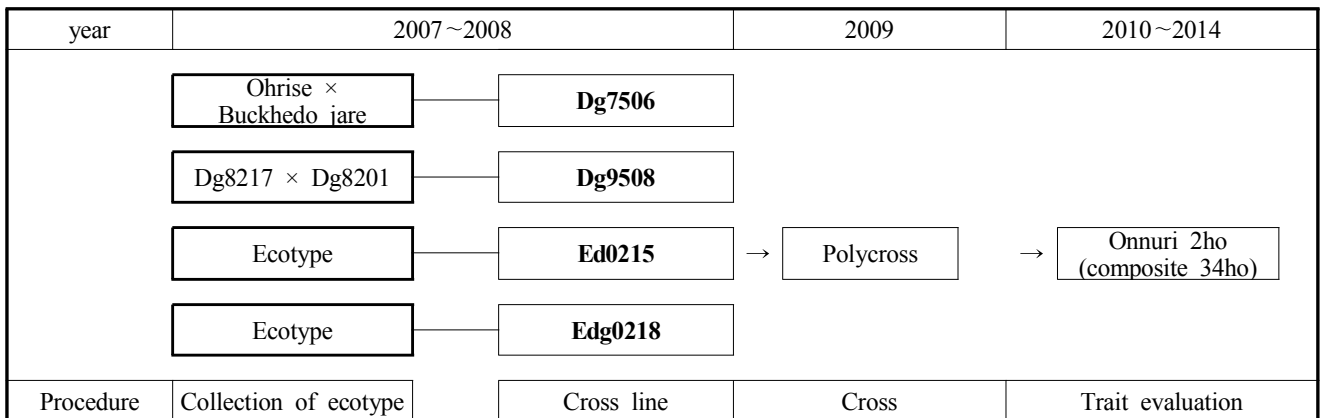 year 2007~2008 2009 2010~2014
Ohrise ×
Buckhedo jare
Dg7506
Dg8217 × Dg8201
Dg9508
Ecotype
Ed0215
→
Polycross
→
Onnuri 2ho
(composite 34ho)
Ecotype
Edg0218
Procedure Collection of ecotype Cross line Cross Trait evaluation